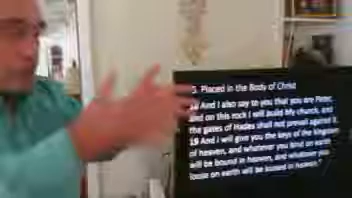 5. Placed in the Body of Christ
18 And I also say to you that you are Peter,
and on this rock I will build My church, and
the gates of Hades shall not prevail against it.
19 And I will give you the keys of the kingdom
of heaven, and whatever you bind on earth
will be bound in heaven, and whatever you
loose on earth will be loosed in heaven."